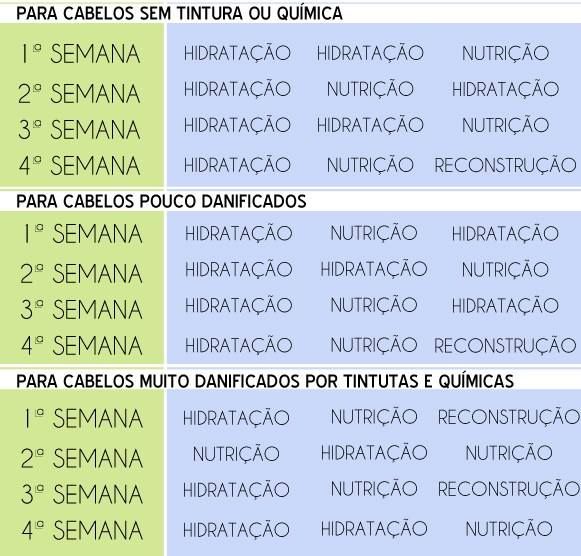 PARA CABELOS SEM TINTURA OU QUÍMICA
1ª SEMANA HIDRATAÇÃO HIDRATAÇÃO NUTRIÇÃO
2ª SEMANA HIDRATAÇÃO NUTRIÇÃO HIDRATAÇÃO
3ª SEMANA HIDRATAÇÃO HIDRATAÇÃO NUTRIÇÃO
4ª SEMANA HIDRATAÇÃO NUTRIÇÃO RECONSTRUÇÃO
PARA CABELOS POUCO DANIFICADOS
1ª SEMANA HIDRATAÇÃO NUTRIÇÃO HIDRATAÇÃO
2ª SEMANA HIDRATAÇÃO HIDRATAÇÃO NUTRIÇÃO
3ª SEMANA HIDRATAÇÃO NUTRIÇÃO HIDRATAÇÃO
4ª SEMANA HIDRATAÇÃO NUTRIÇÃO RECONSTRUÇÃO
PARA CABELOS MUITO DANIFICADOS POR TINTUTAS E QUÍMICAS
1ª SEMANA HIDRATAÇÃO NUTRIÇÃO RECONSTRUÇÃO
2ª SEMANA NUTRIÇÃO HIDRATAÇÃO NUTRIÇÃO
3ª SEMANA HIDRATAÇÃO NUTRIÇÃO RECONSTRUÇÃO
4ª SEMANA HIDRATAÇÃO HIDRATAÇÃO NUTRIÇÃO